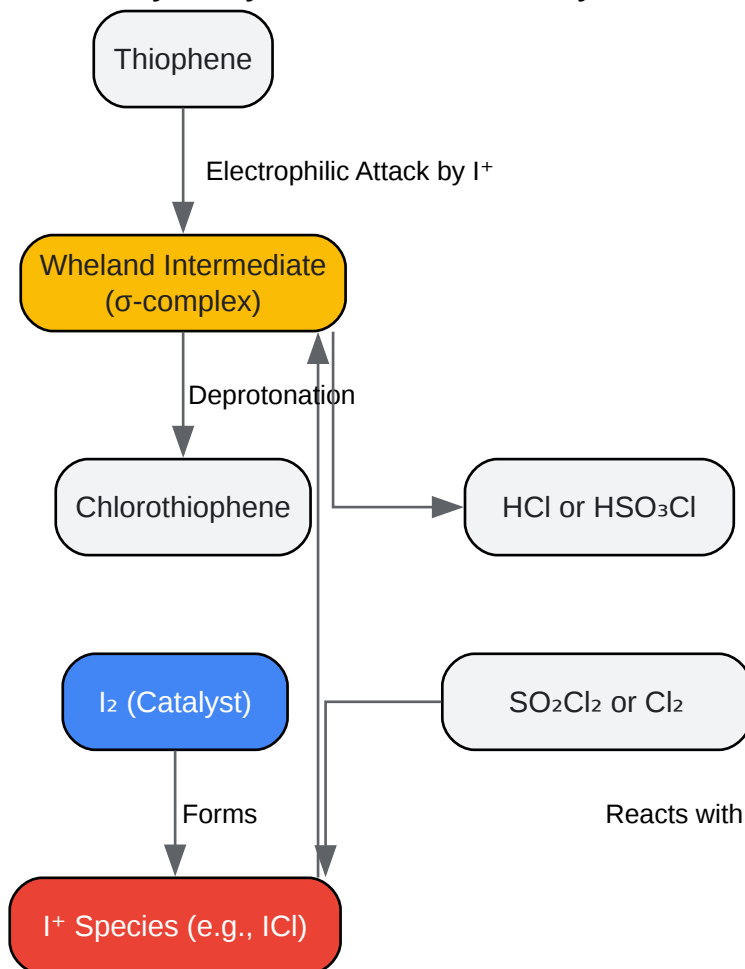 Thiophene
Electrophilic Attack by I⁺
Wheland Intermediate
(σ-complex)
Deprotonation
Chlorothiophene
HCl or HSO₃Cl
I₂ (Catalyst)
SO₂Cl₂ or Cl₂
Forms
Reacts with
I⁺ Species (e.g., ICl)